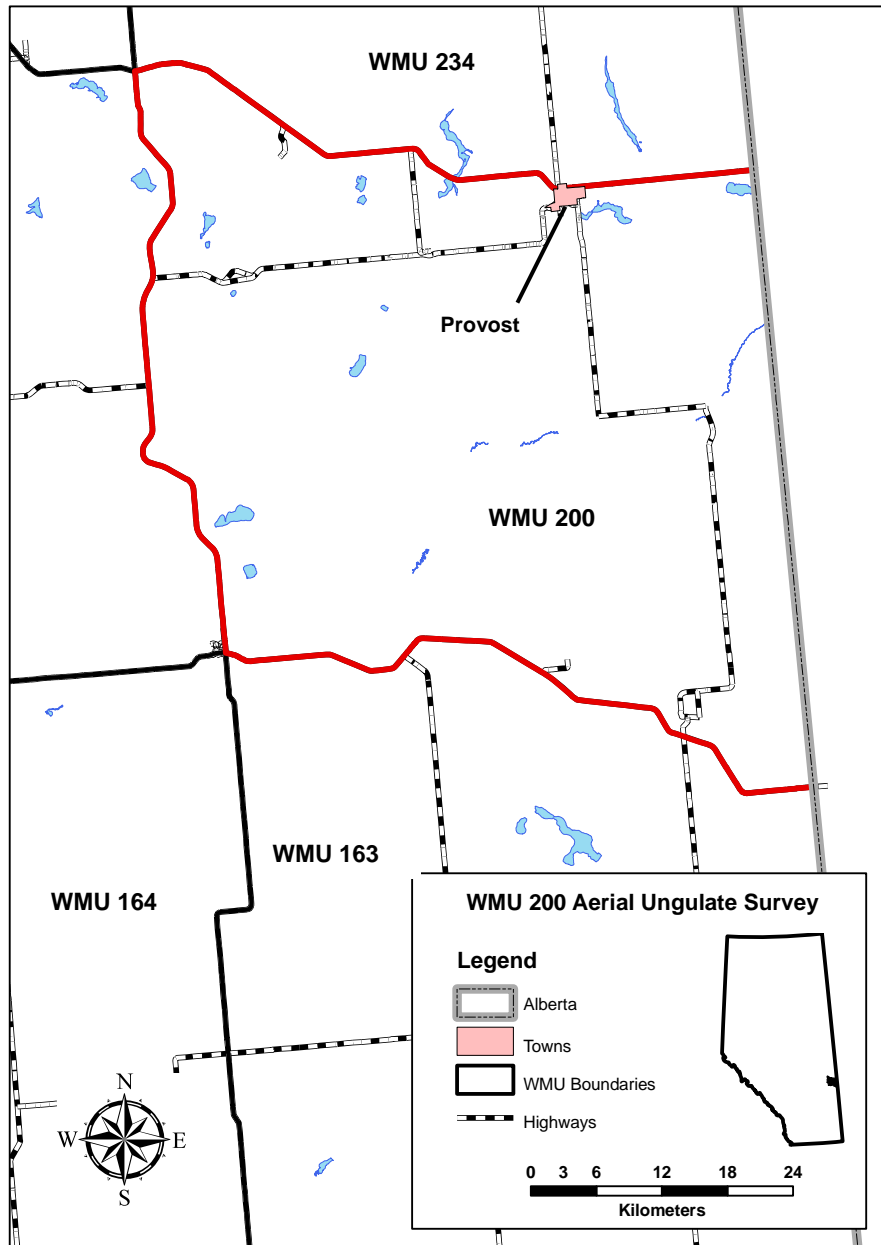 WMU 234
Provost
WMU 200
WMU 163
WMU 164
WMU 200 Aerial Ungulate Survey
Legend
Alberta
Towns
WMU Boundaries
Highways
0 3 6 12 18 24
Kilometers
N
W E
S